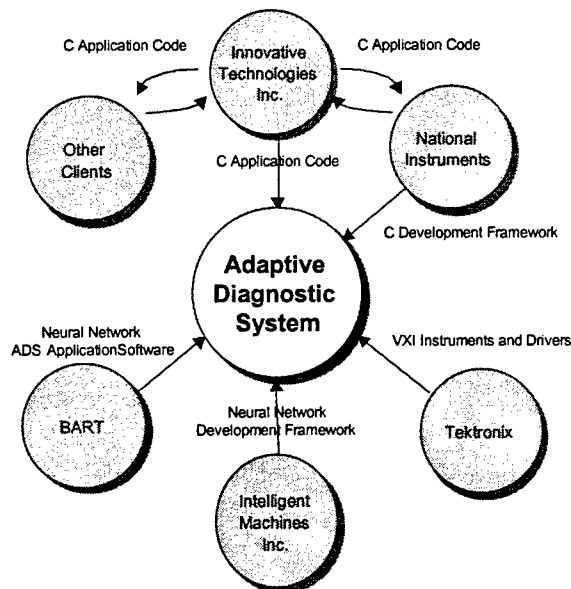 C Application Code
C Application Code
Innovative
Technologies
Inc.
Other
Clients
National
Instruments
C Application Code
C Development Framework
Adaptive
Diagnostic
System
Neural Network
ADS ApplicationSoftware
VXI Instruments and Drivers
BART
Neural Network
Development Framework
Tektronix
Intelligent
Machines
Inc.